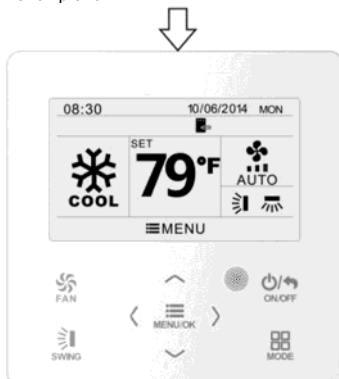 08:30 10/06/2014 MON
SET
79°F
COOL
AUTO
MENU
FAN
MENU/OK
ON/OFF
SWING
MODE